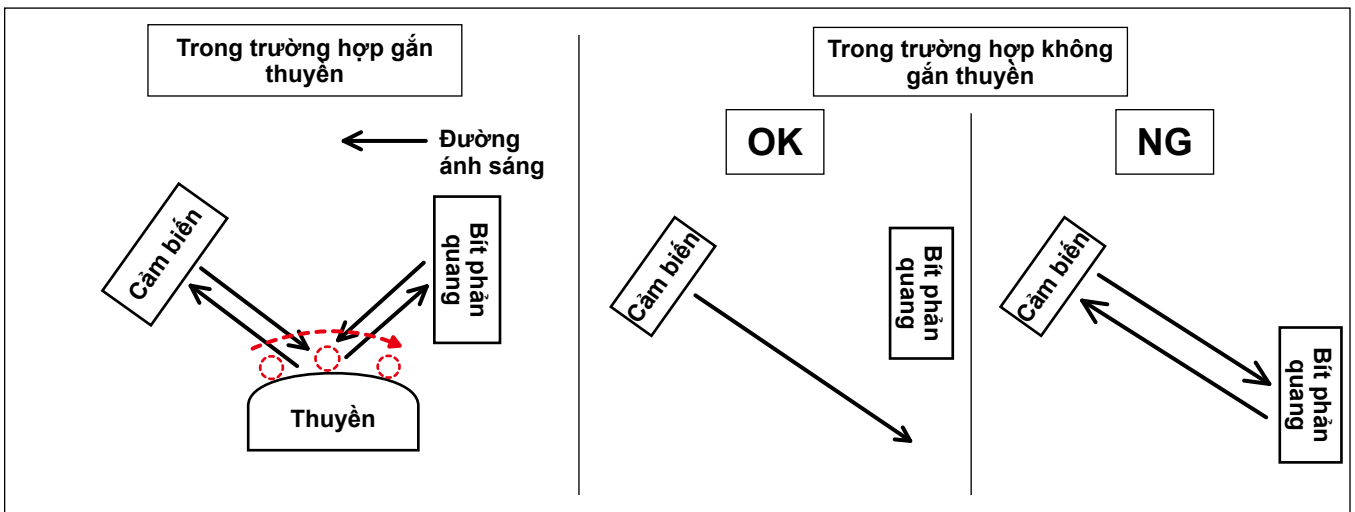 Trong trường hợp gắn
thuyền
Đường
ánh sáng
Cảm biến
Bít phản
quang
Thuyền
Trong trường hợp không
gắn thuyền
OK
Cảm biến
Bít phản
quang
NG
Cảm biến
Bít phản
quang